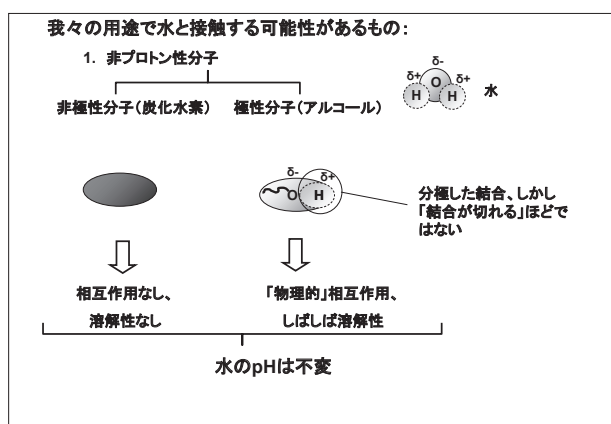 我々の用途で水と接触する可能性があるもの：
1. 非プロトン性分子
非極性分子（炭化水素）
極性分子（アルコール）
δ-
δ+ O δ+
H H
水
δ-
δ+
O H
分極した結合、しかし
「結合が切れる」ほどで
はない
相互作用なし、
溶解性なし
「物理的」相互作用、
しばしば溶解性
水のpHは不変